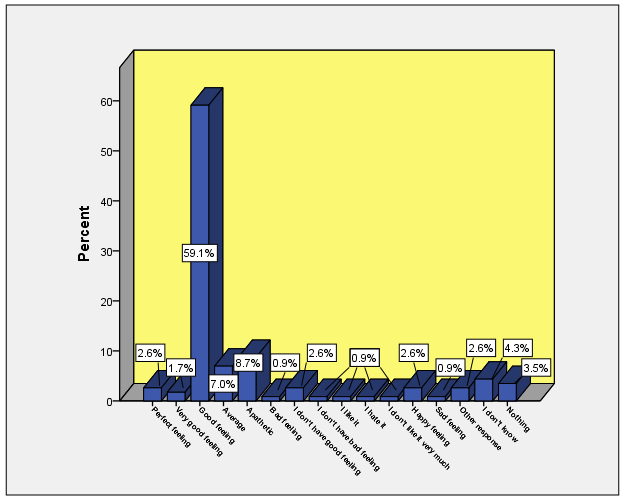 Percent
60
50
40
30
20
10
0
2.6%
1.7%
59.1%
7.0%
8.7%
0.9%
2.6%
0.9%
2.6%
0.9%
2.6%
4.3%
3.5%
Perfect feeling
Very good feeling
Good feeling
Average
Apathetic
Bad feeling
I don't have good feeling
I don't have bad feeling
I like it
I hate it
I don't like it very much
Happy feeling
Sad feeling
Other response
I don't know
Nothing